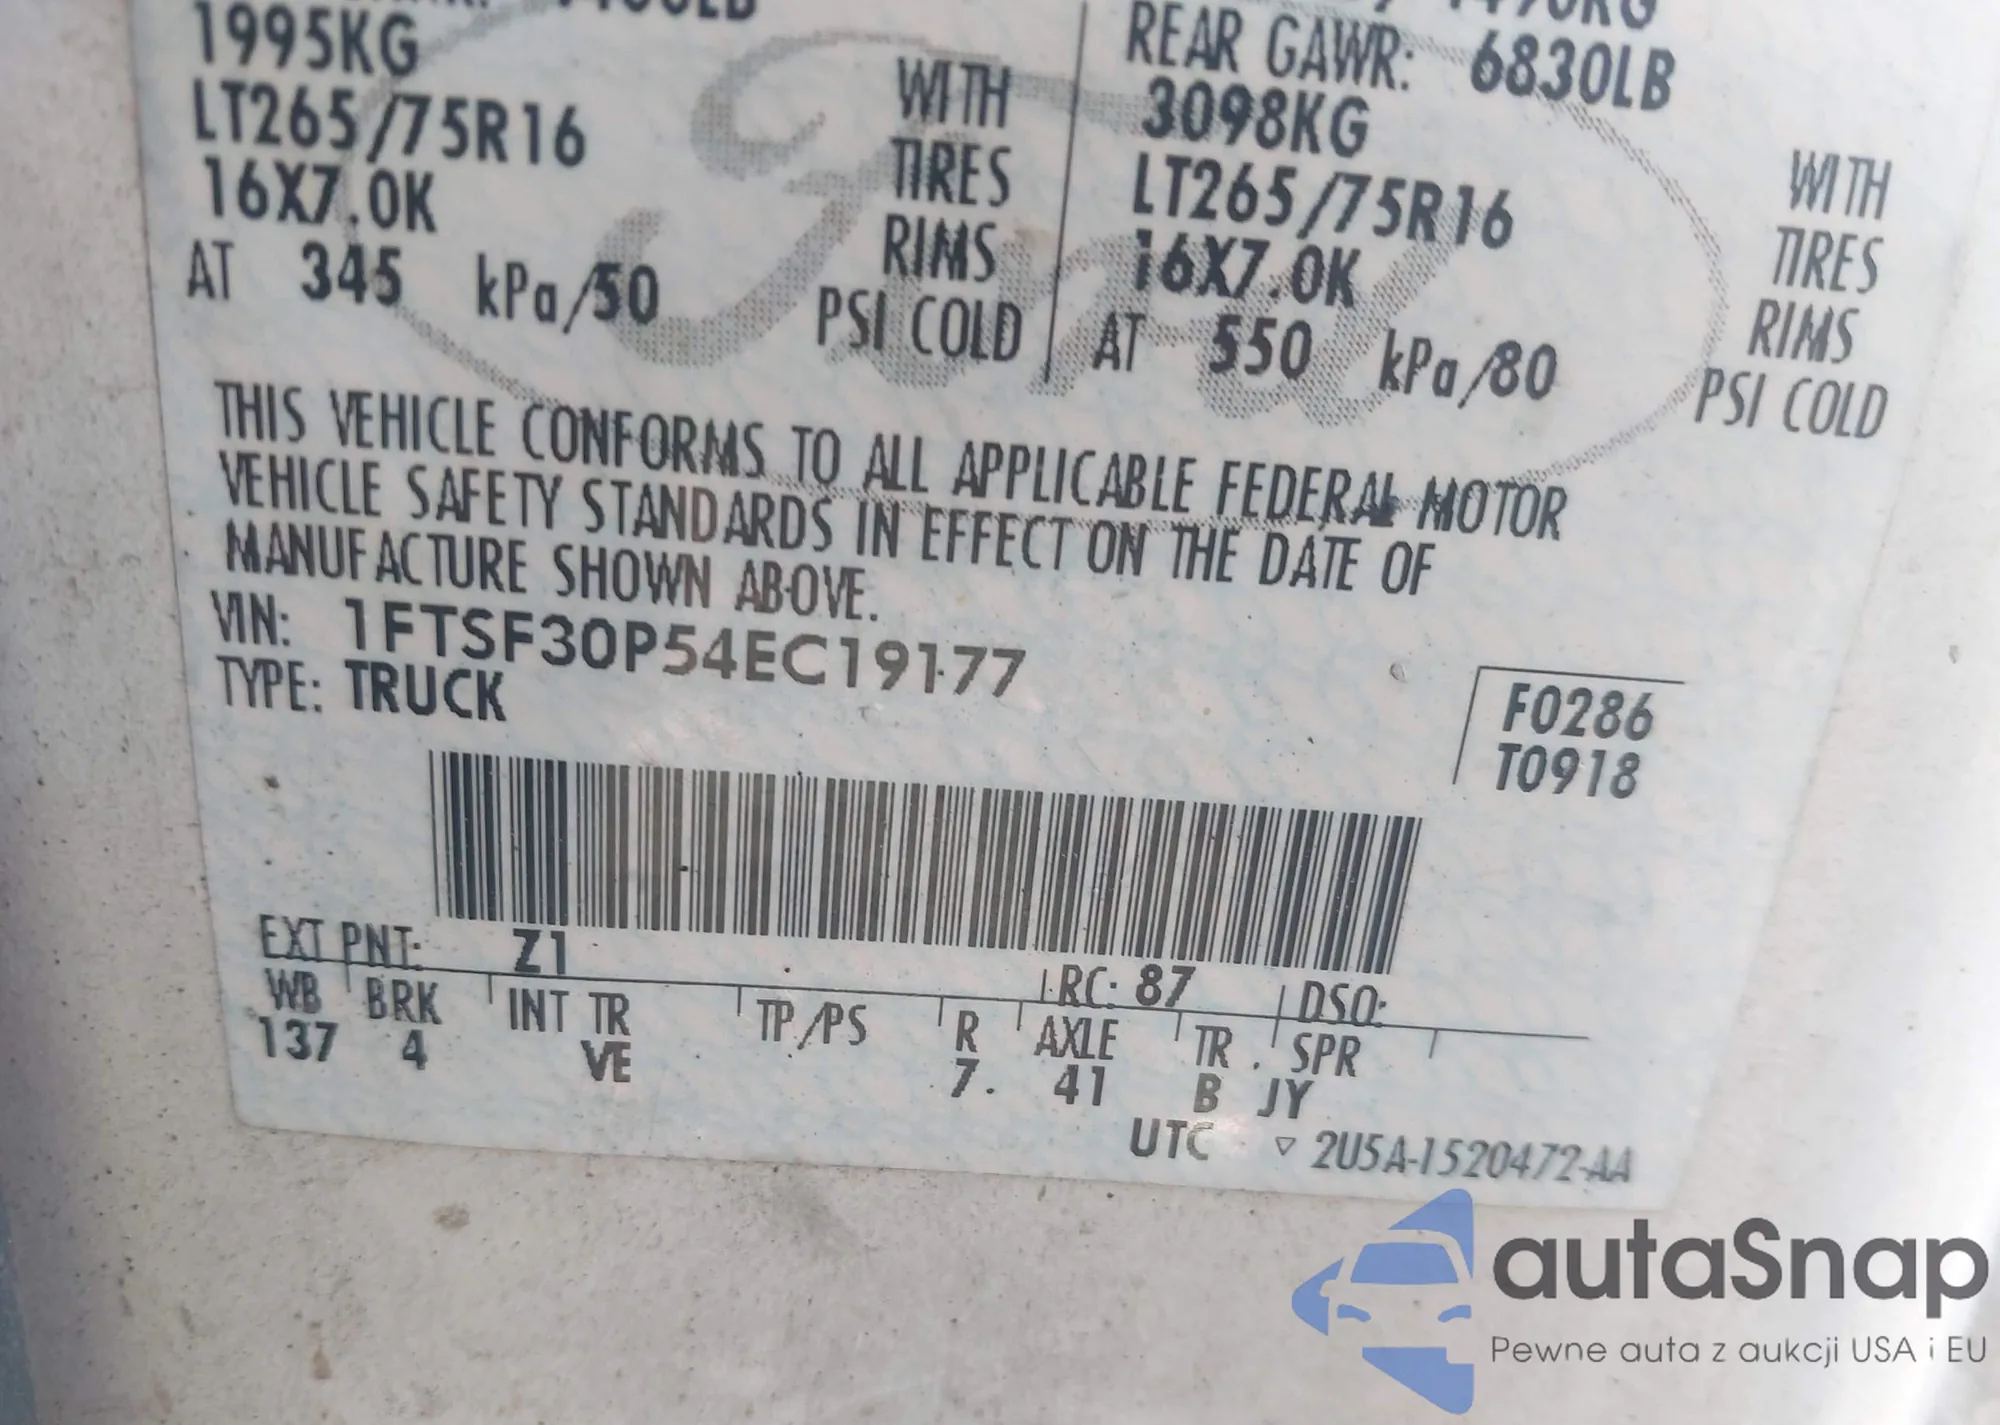 1995KG
LT265/75R16
16X7.0K
AT 345 kPa/50
WITH
TIRES
RIMS
PSI COLD
REAR GAWR: 6830LB
3098KG
LT265/75R16
16X7.0K
AT 550 kPa/80
WITH
TIRES
RIMS
PSI COLD
THIS VEHICLE CONFORMS TO ALL APPLICABLE FEDERAL MOTOR
VEHICLE SAFETY STANDARDS IN EFFECT ON THE DATE OF
MANUFACTURE SHOWN ABOVE.
VIN: 1FTSF30P54EC19177
TYPE: TRUCK
F0286
T0918
EXT PNT: Z1
RC: 87 DSO:
WB BRK INT TR TP/PS R AXLE TR SPR
137 4 VE 7. 41 B JY
UTC ▽ 2U5A-1520472-AA
Ford
autaSnap
Pewne auta z aukcji USA i EU